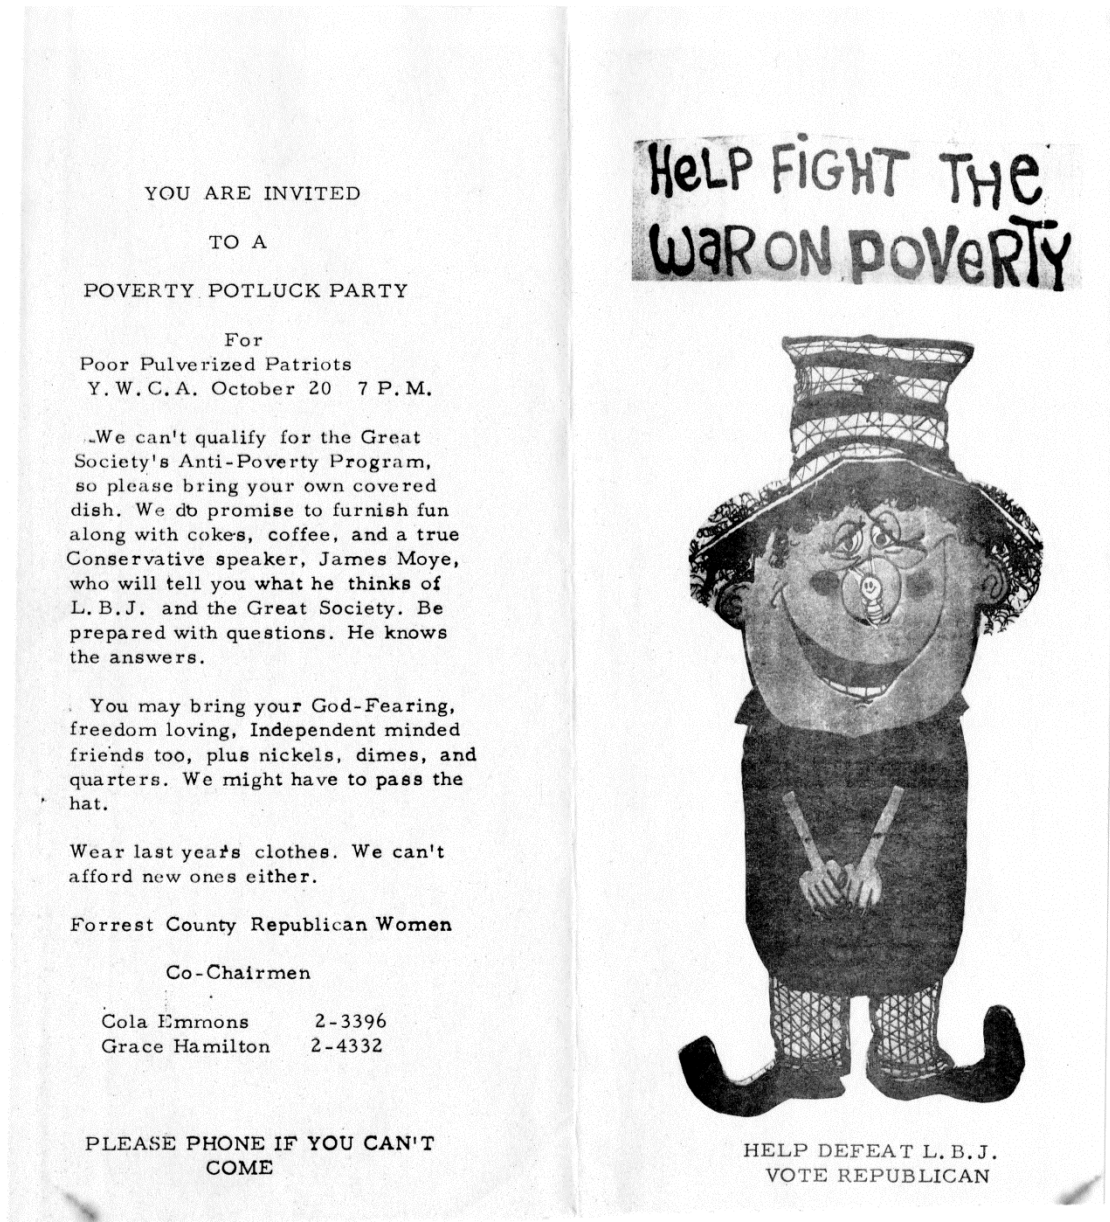 YOU ARE INVITED
TO A
POVERTY POTLUCK PARTY
For
Poor Pulverized Patriots
Y.W.C.A. October 20 7 P.M.
We can't qualify for the Great
Society's Anti-Poverty Program,
so please bring your own covered
dish. We do promise to furnish fun
along with cokes, coffee, and a true
Conservative speaker, James Moye,
who will tell you what he thinks of
L.B.J. and the Great Society. Be
prepared with questions. He knows
the answers.
You may bring your God-Fearing,
freedom loving, Independent minded
friends too, plus nickels, dimes, and
quarters. We might have to pass the
hat.
Wear last year's clothes. We can't
afford new ones either.
Forrest County Republican Women
Co-Chairmen
Cola Emmons 2-3396
Grace Hamilton 2-4332
PLEASE PHONE IF YOU CAN'T
COME
HeLP FiGHT THe
WaR ON POVeRTY
HELP DEFEAT L.B.J.
VOTE REPUBLICAN